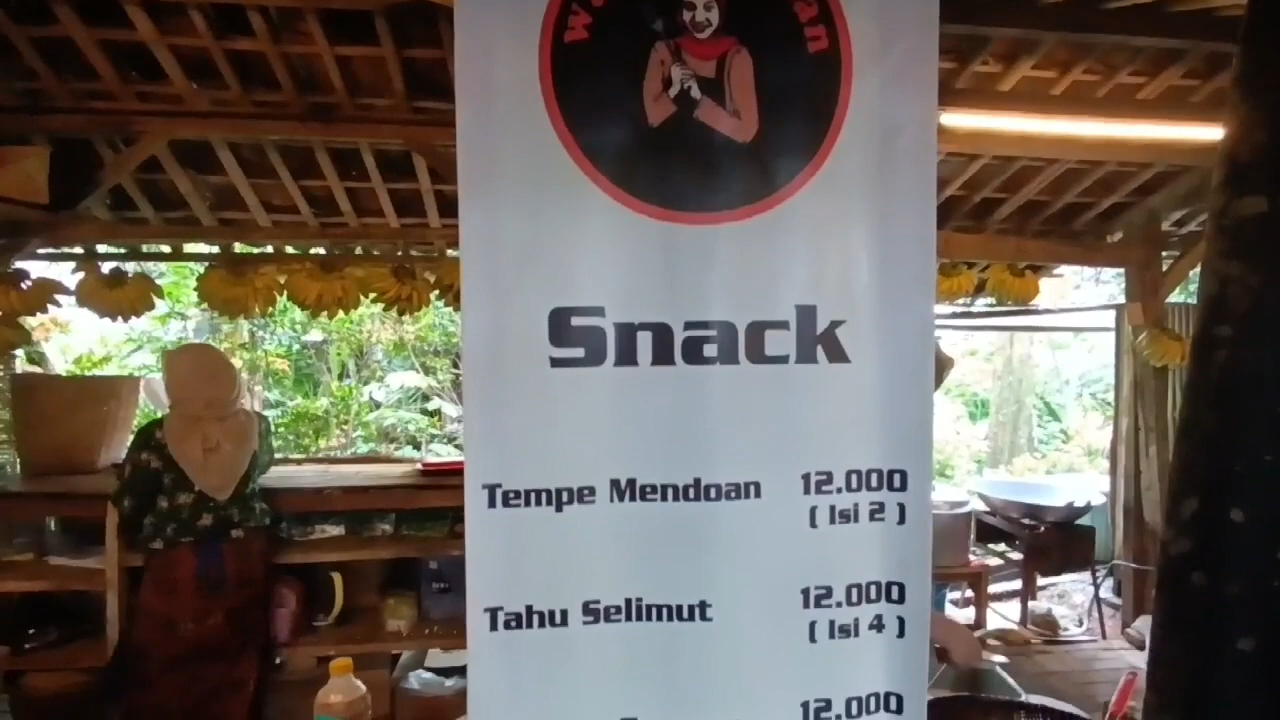 Snack
Tempe Mendoan 12.000
( Isi 2 )
Tahu Selimut 12.000
( Isi 4 )
12.000